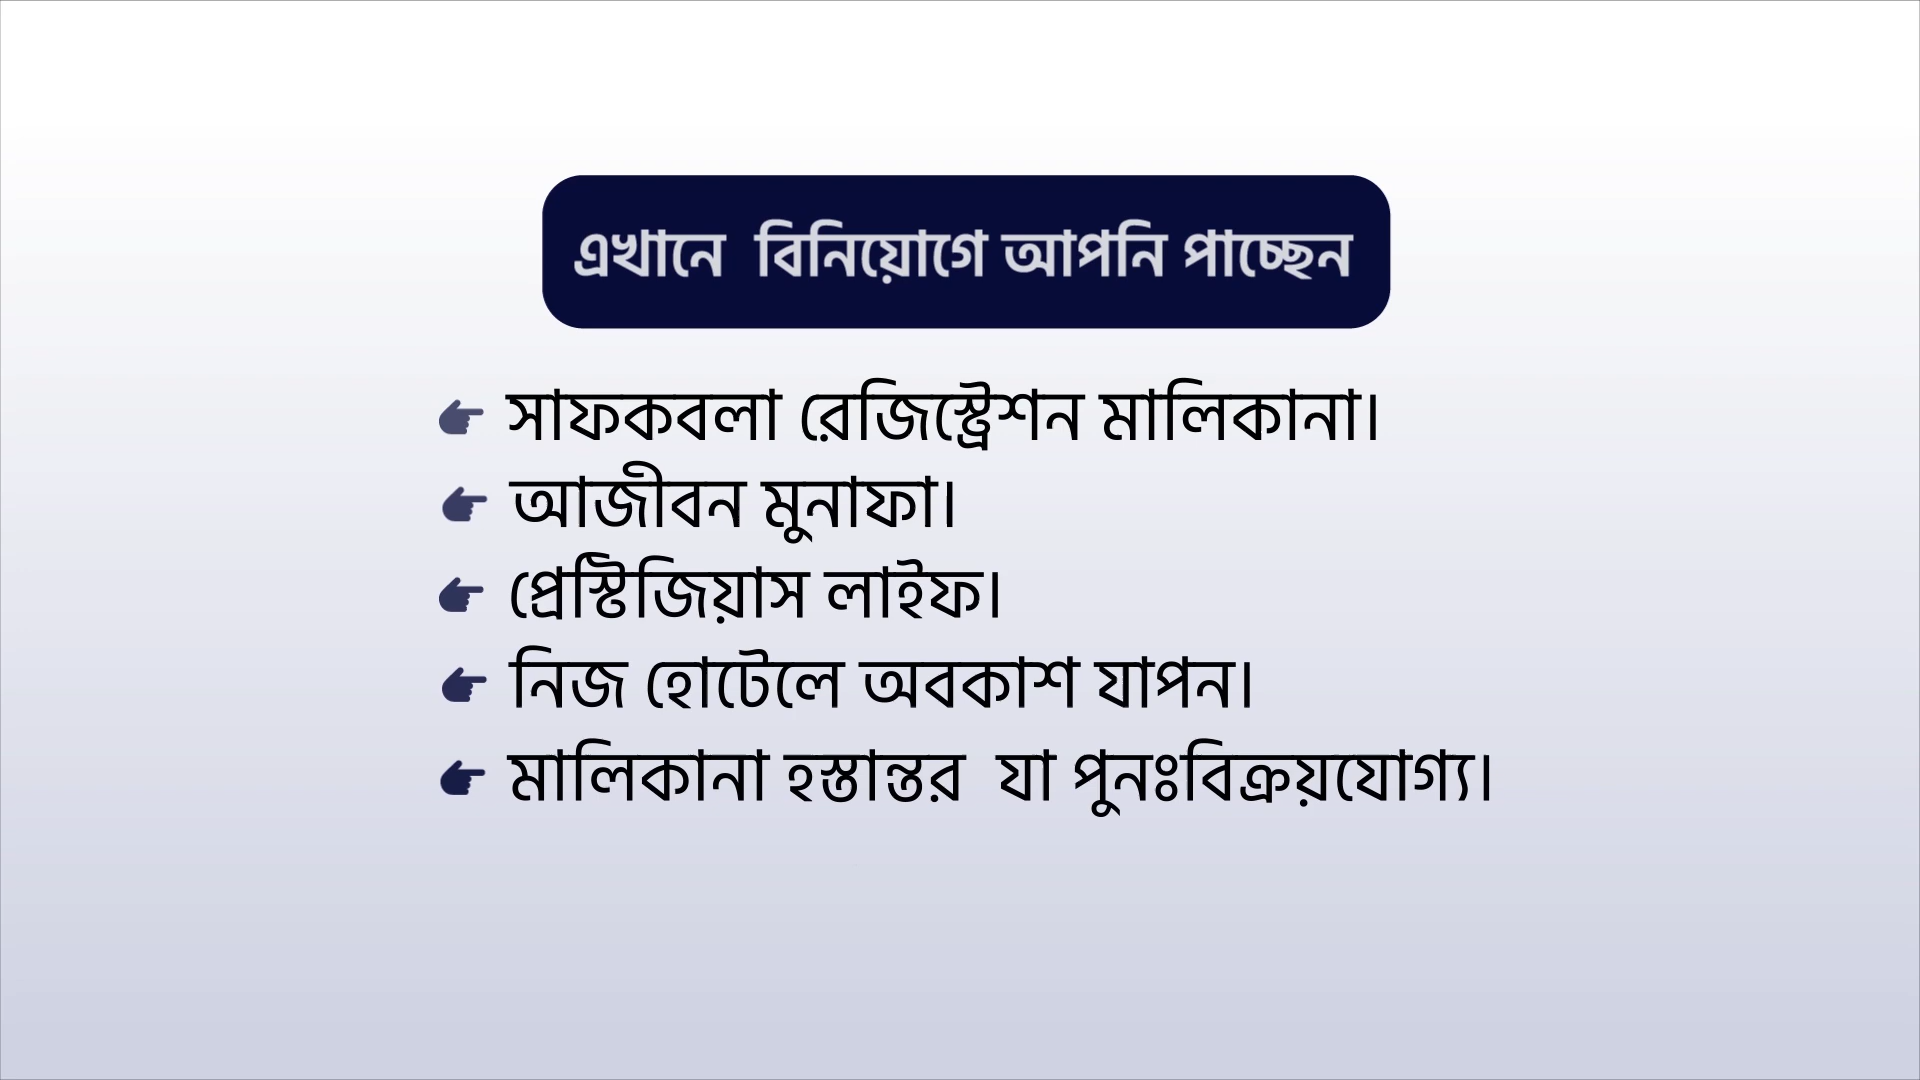 এখানে  বিনিয়োগে আপনি পাচ্ছেন
সাফকবলা রেজিস্ট্রেশন মালিকানা।
আজীবন মুনাফা।
প্রেস্টিজিয়াস লাইফ।
নিজ হোটেলে অবকাশ যাপন।
মালিকানা হস্তান্তর  যা পুনঃবিক্রয়যোগ্য।